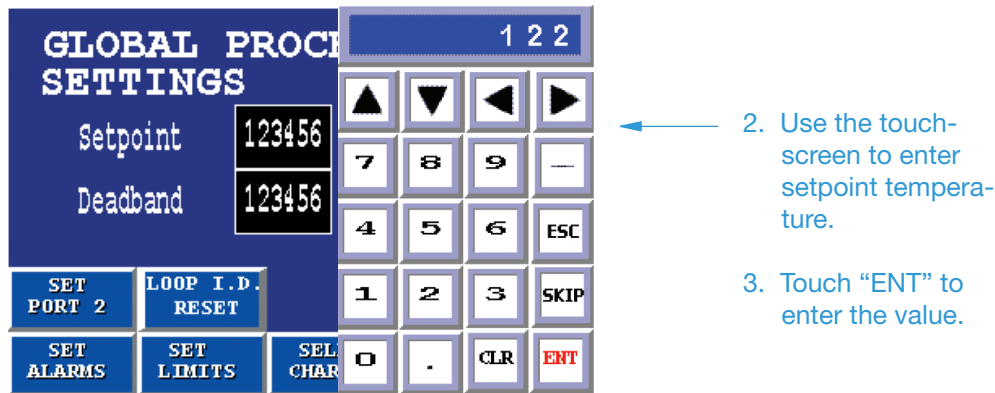 GLOBAL PROC
SETTINGS
Setpoint 123456
Deadband 123456
SET
PORT 2
LOOP I.D.
RESET
SET
ALARMS
SET
LIMITS
SEL
CHAR
1 2 2
7 8 9 —
4 5 6 ESC
1 2 3 SKIP
0 . CLR ENT
2. Use the touch-
screen to enter
setpoint tempera-
ture.
3. Touch “ENT” to
enter the value.